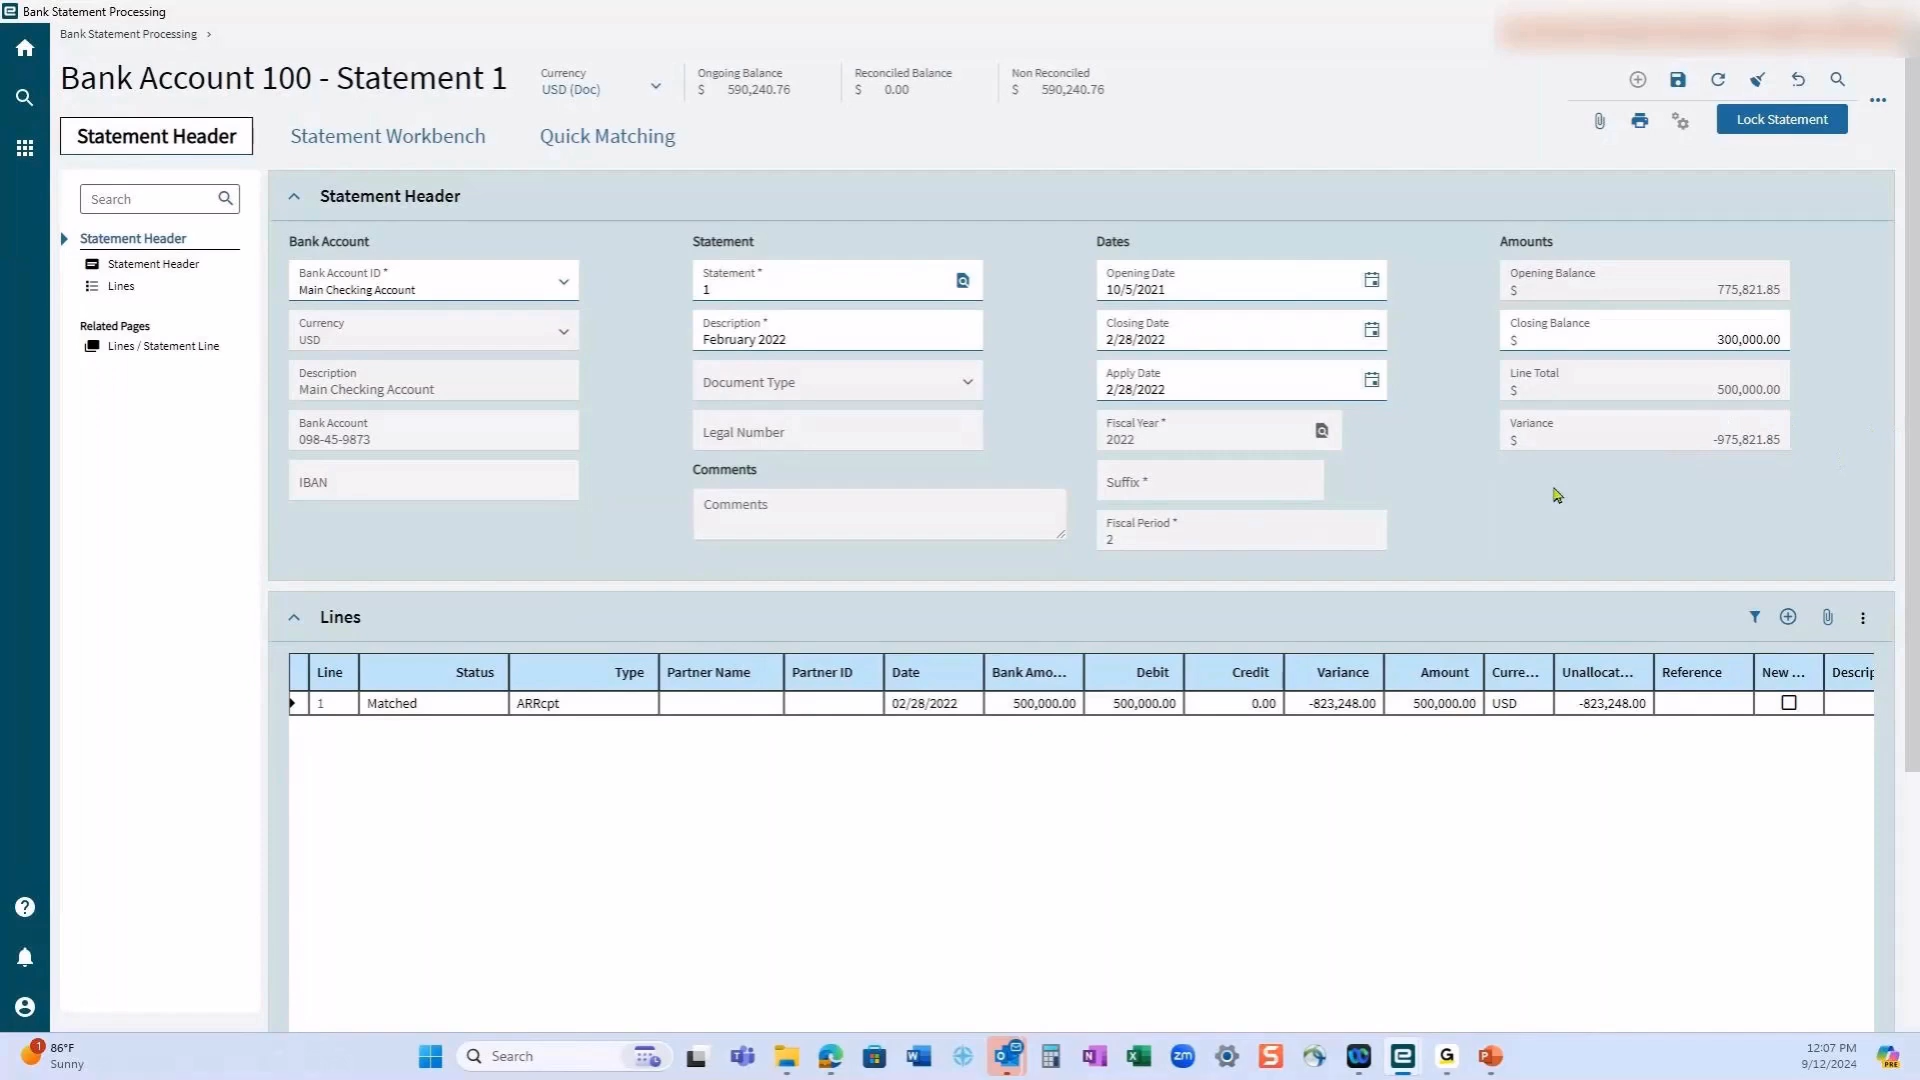 Bank Statement Processing
Bank Statement Processing
Bank Account 100 - Statement 1
Currency
USD (Doc)
Ongoing Balance
$ 590,240.76
Reconciled Balance
$ 0.00
Non Reconciled
$ 590,240.76
Lock Statement
Statement Header
Statement Workbench
Quick Matching
Search
Statement Header
Statement Header
Lines
Related Pages
Lines / Statement Line
Statement Header
Bank Account
Bank Account ID *
Main Checking Account
Currency
USD
Description
Main Checking Account
Bank Account
098-45-9873
IBAN
Statement
Statement *
1
Description *
February 2022
Document Type
Legal Number
Comments
Comments
Dates
Opening Date
10/5/2021
Closing Date
2/28/2022
Apply Date
2/28/2022
Fiscal Year *
2022
Suffix *
Fiscal Period *
2
Amounts
Opening Balance
$ 775,821.85
Closing Balance
$ 300,000.00
Line Total
$ 500,000.00
Variance
$ -975,821.85
Lines
Line Status Type Partner Name Partner ID Date Bank Amo... Debit Credit Variance Amount Curre... Unallocat... Reference New ... Descrip
1 Matched ARRcpt 02/28/2022 500,000.00 500,000.00 0.00 -823,248.00 500,000.00 USD -823,248.00
1
86°F
Sunny
Search
12:07 PM
9/12/2024